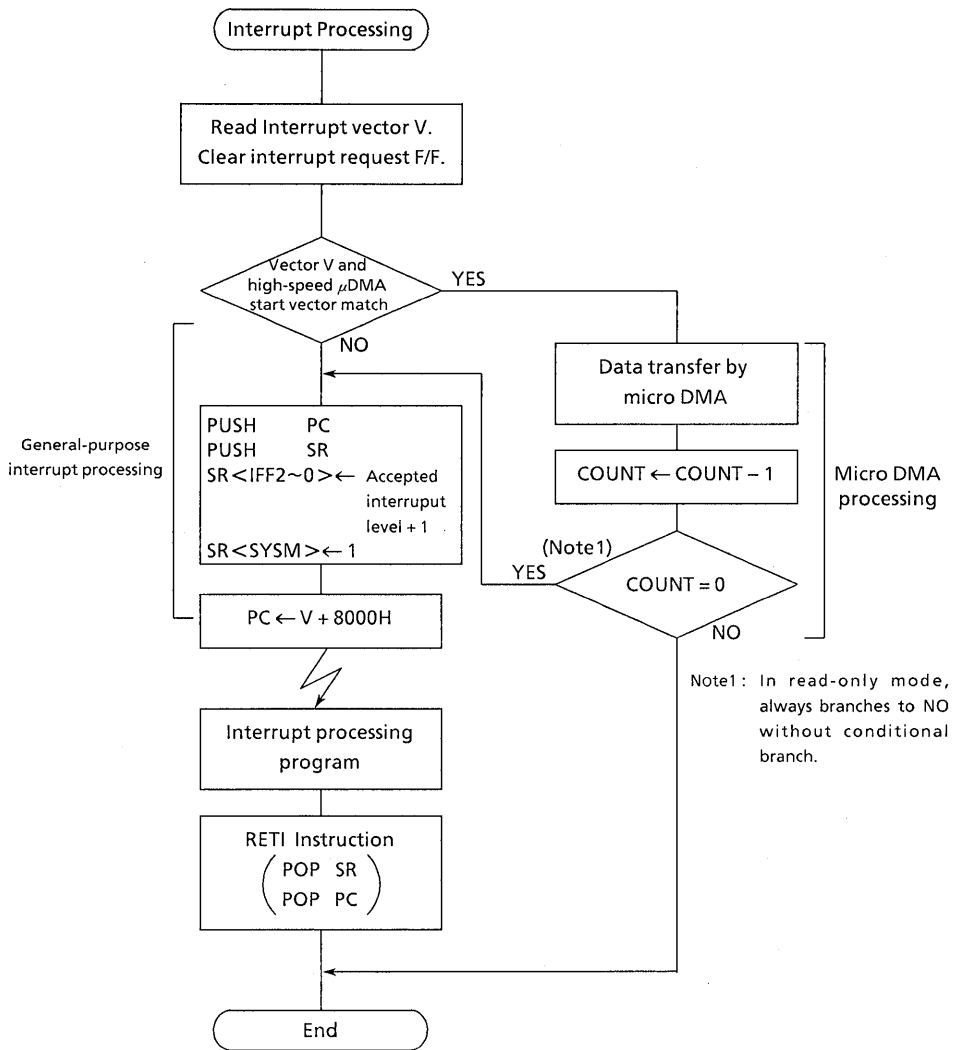 Interrupt Processing
Read Interrupt vector V.
Clear interrupt request F/F.
Vector V and
high-speed μDMA
start vector match
YES
NO
General-purpose
interrupt processing
PUSH PC
PUSH SR
SR<IFF2~0>← Accepted
interruput
level + 1
SR<SYSM>← 1
PC ← V + 8000H
Interrupt processing
program
RETI Instruction
POP SR
POP PC
End
Data transfer by
micro DMA
COUNT ← COUNT – 1
Micro DMA
processing
(Note1)
YES
COUNT = 0
NO
Note1: In read-only mode,
always branches to NO
without conditional
branch.